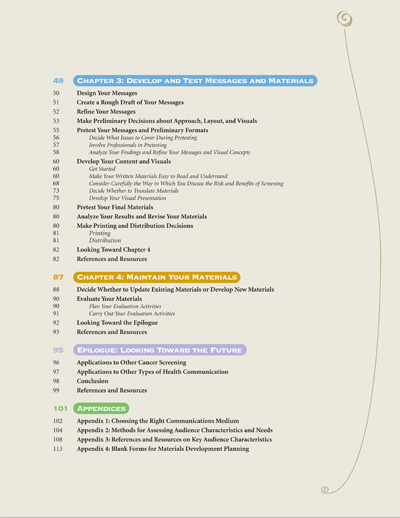 49 Chapter 3: Develop and Test Messages and Materials
50 Design Your Messages
51 Create a Rough Draft of Your Messages
52 Refine Your Messages
53 Make Preliminary Decisions about Approach, Layout, and Visuals
55 Pretest Your Messages and Preliminary Formats
56 Decide What Issues to Cover During Pretesting
57 Involve Professionals in Pretesting
58 Analyze Your Findings and Refine Your Messages and Visual Concepts
60 Develop Your Content and Visuals
60 Get Started
60 Make Your Written Materials Easy to Read and Understand
68 Consider Carefully the Way in Which You Discuss the Risk and Benefits of Screening
73 Decide Whether to Translate Materials
75 Develop Your Visual Presentation
80 Pretest Your Final Materials
80 Analyze Your Results and Revise Your Materials
80 Make Printing and Distribution Decisions
81 Printing
81 Distribution
82 Looking Toward Chapter 4
82 References and Resources
87 Chapter 4: Maintain Your Materials
88 Decide Whether to Update Existing Materials or Develop New Materials
90 Evaluate Your Materials
90 Plan Your Evaluation Activities
91 Carry Out Your Evaluation Activities
92 Looking Toward the Epilogue
93 References and Resources
95 Epilogue: Looking Toward the Future
96 Applications to Other Cancer Screening
97 Applications to Other Types of Health Communication
98 Conclusion
99 References and Resources
101 Appendices
102 Appendix 1: Choosing the Right Communications Medium
104 Appendix 2: Methods for Assessing Audience Characteristics and Needs
108 Appendix 3: References and Resources on Key Audience Characteristics
113 Appendix 4: Blank Forms for Materials Development Planning